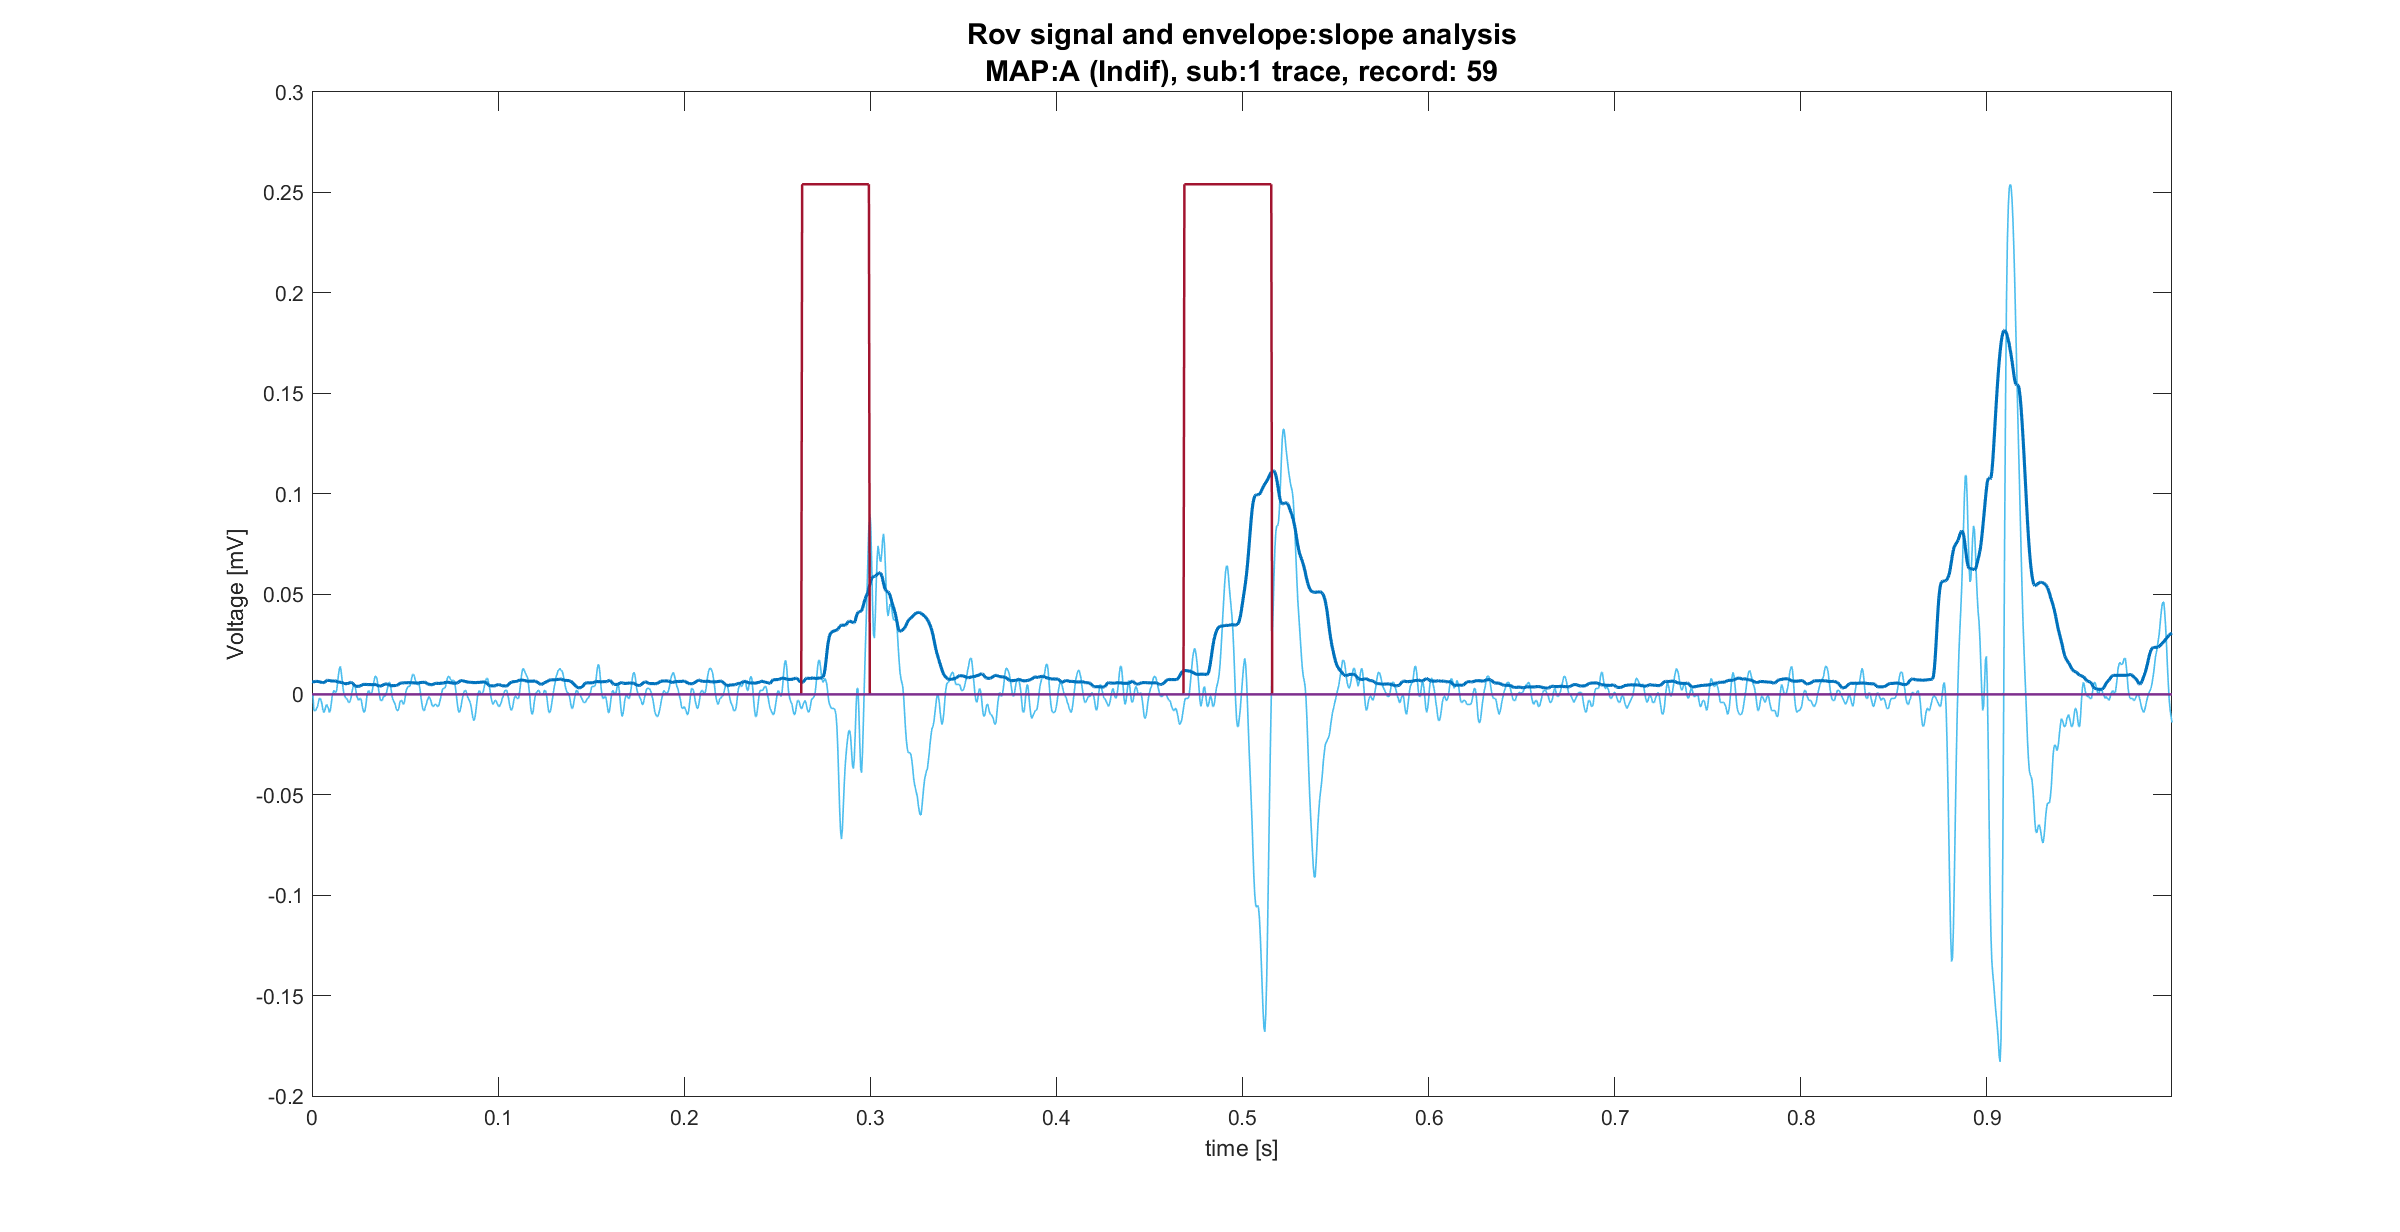 Rov signal and envelope:slope analysis
MAP:A (Indif), sub:1 trace, record: 59
0.3
0.25
0.2
0.15
0.1
0.05
0
-0.05
-0.1
-0.15
-0.2
Voltage [mV]
0 0.1 0.2 0.3 0.4 0.5 0.6 0.7 0.8 0.9
time [s]